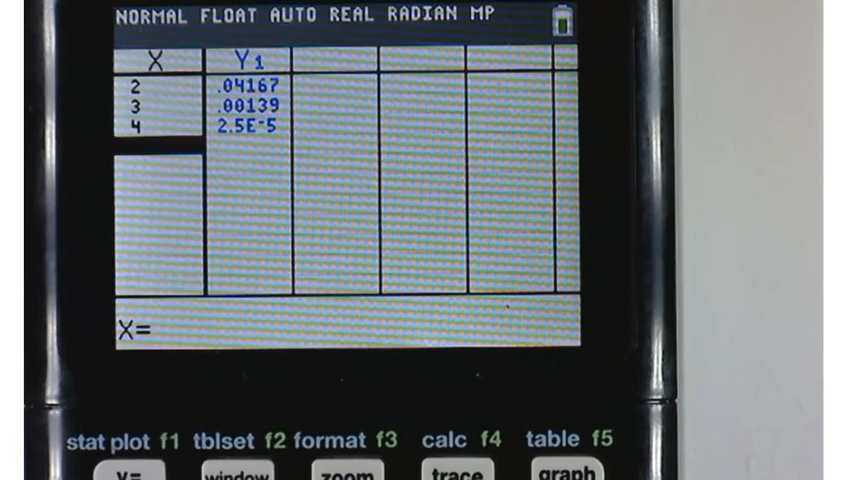 NORMAL FLOAT AUTO REAL RADIAN MP
X Y1
2 .04167
3 .00139
4 2.5E-5
X=
stat plot f1 tblset f2 format f3 calc f4 table f5
y= window zoom trace graph